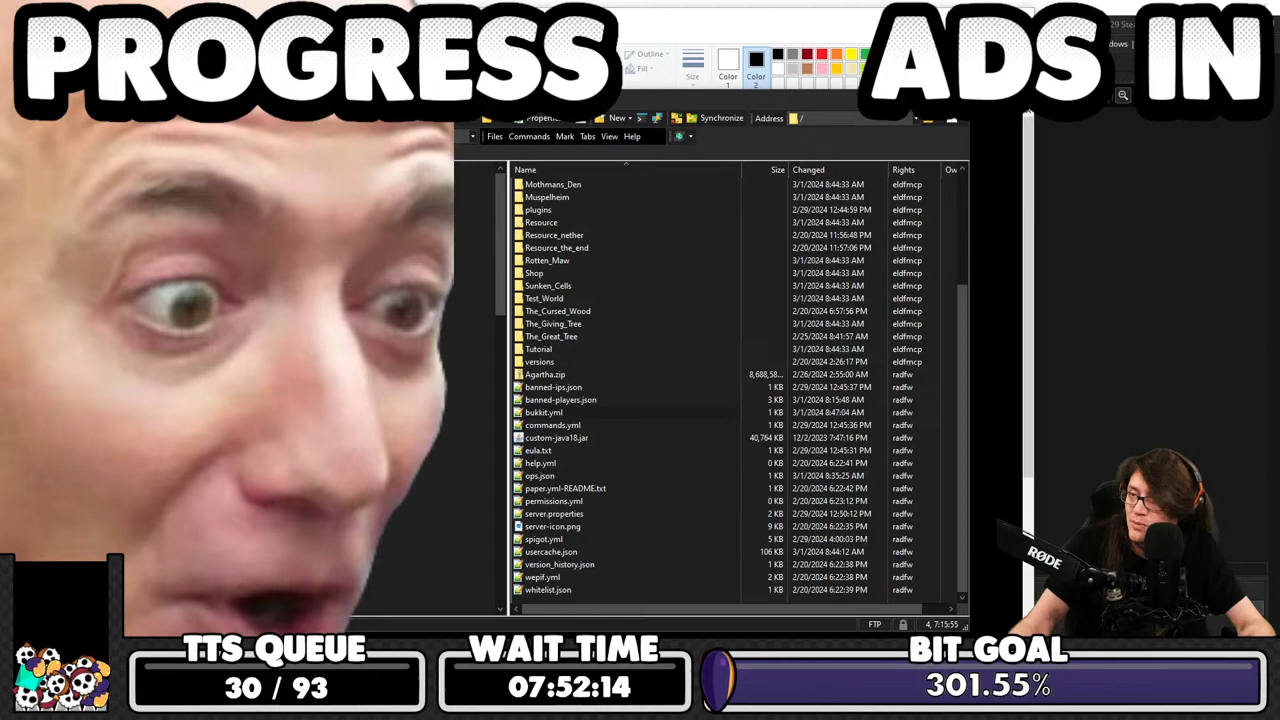 PROGRESS
ADS IN
29 Ste
Outline
Fill
Size
Color
1
Color
2
dows
New
Synchronize
Address
/
Files Commands Mark Tabs View Help
Name Size Changed Rights Ow
Mothmans_Den 3/1/2024 8:44:33 AM eldfmcp
Muspelheim 3/1/2024 8:44:33 AM eldfmcp
plugins 2/29/2024 12:44:59 PM eldfmcp
Resource 3/1/2024 8:44:33 AM eldfmcp
Resource_nether 2/20/2024 11:56:48 PM eldfmcp
Resource_the_end 2/20/2024 11:57:06 PM eldfmcp
Rotten_Maw 3/1/2024 8:44:33 AM eldfmcp
Shop 3/1/2024 8:44:33 AM eldfmcp
Sunken_Cells 3/1/2024 8:44:33 AM eldfmcp
Test_World 3/1/2024 8:44:33 AM eldfmcp
The_Cursed_Wood 2/20/2024 6:57:56 PM eldfmcp
The_Giving_Tree 3/1/2024 8:44:33 AM eldfmcp
The_Great_Tree 2/25/2024 8:41:57 AM eldfmcp
Tutorial 3/1/2024 8:44:33 AM eldfmcp
versions 2/20/2024 2:26:17 PM eldfmcp
Agartha.zip 8,688,58... 2/26/2024 2:55:00 AM radfw
banned-ips.json 1 KB 2/29/2024 12:45:37 PM radfw
banned-players.json 3 KB 3/1/2024 8:15:48 AM radfw
bukkit.yml 1 KB 3/1/2024 8:47:04 AM radfw
commands.yml 1 KB 2/29/2024 12:45:36 PM radfw
custom-java18.jar 40,764 KB 12/2/2023 7:47:16 PM radfw
eula.txt 1 KB 2/29/2024 12:45:31 PM radfw
help.yml 0 KB 2/20/2024 6:22:41 PM radfw
ops.json 1 KB 3/1/2024 8:35:25 AM radfw
paper.yml-README.txt 1 KB 2/20/2024 6:22:42 PM radfw
permissions.yml 0 KB 2/20/2024 6:23:12 PM radfw
server.properties 2 KB 2/29/2024 12:50:12 PM radfw
server-icon.png 9 KB 2/20/2024 6:22:35 PM radfw
spigot.yml 5 KB 2/29/2024 4:00:03 PM radfw
usercache.json 106 KB 3/1/2024 8:44:12 AM radfw
version_history.json 1 KB 2/20/2024 6:22:38 PM radfw
wepif.yml 2 KB 2/20/2024 6:22:38 PM radfw
whitelist.json 1 KB 2/20/2024 6:22:39 PM radfw
FTP 4, 7:15:55
RØDE
TTS QUEUE
30 / 93
WAIT TIME
07:52:14
BIT GOAL
301.55%